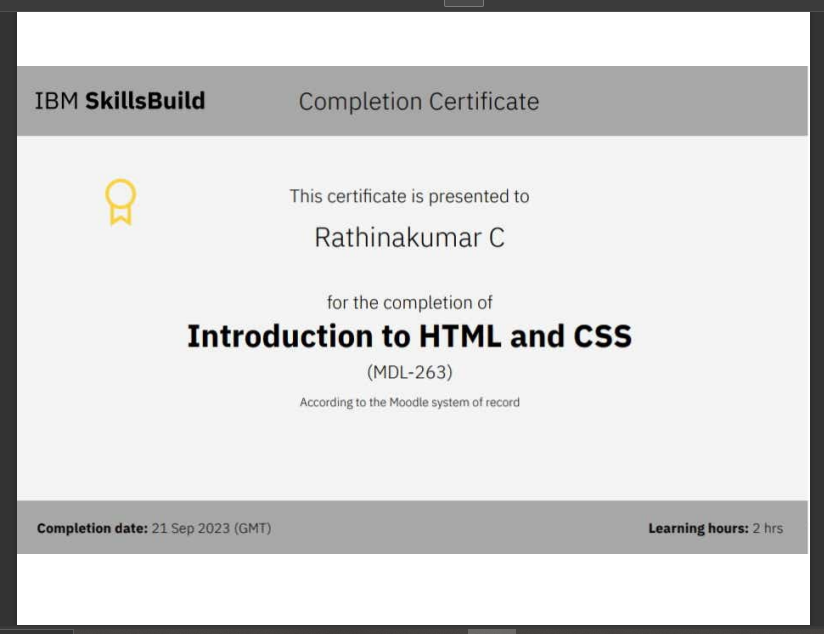 IBM SkillsBuild
Completion Certificate
This certificate is presented to
Rathinakumar C
for the completion of
Introduction to HTML and CSS
(MDL-263)
According to the Moodle system of record
Completion date: 21 Sep 2023 (GMT)
Learning hours: 2 hrs